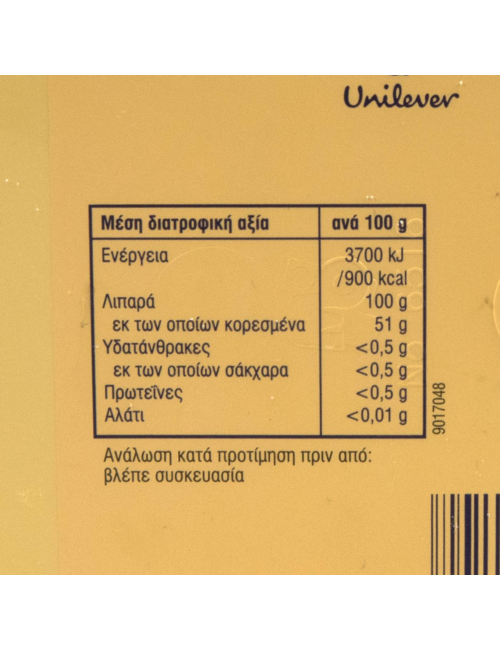 Unilever
Μέση διατροφική αξία ανά 100 g
Ενέργεια 3700 kJ
/900 kcal
Λιπαρά 100 g
εκ των οποίων κορεσμένα 51 g
Υδατάνθρακες <0,5 g
εκ των οποίων σάκχαρα <0,5 g
Πρωτεΐνες <0,5 g
Αλάτι <0,01 g
9017048
Ανάλωση κατά προτίμηση πριν από:
βλέπε συσκευασία